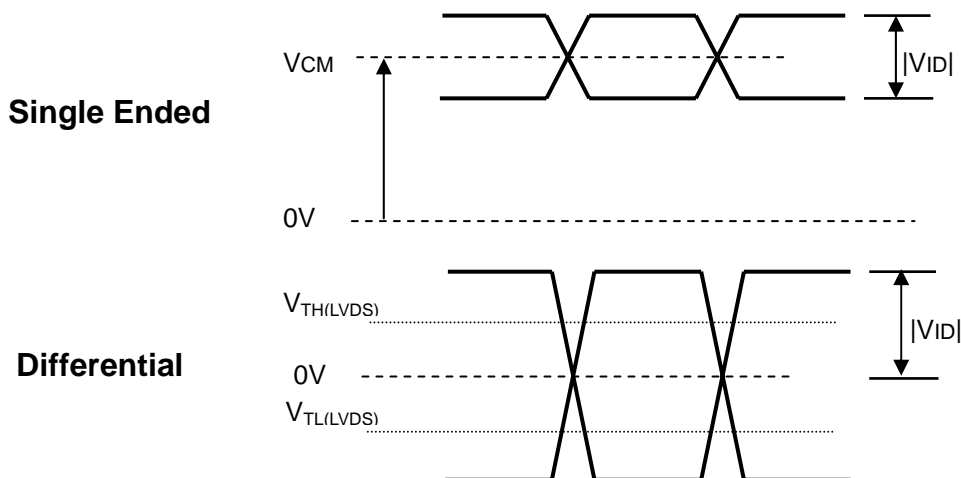 VCM
|VID|
Single Ended
0V
VTH(LVDS)
|VID|
Differential
0V
VTL(LVDS)